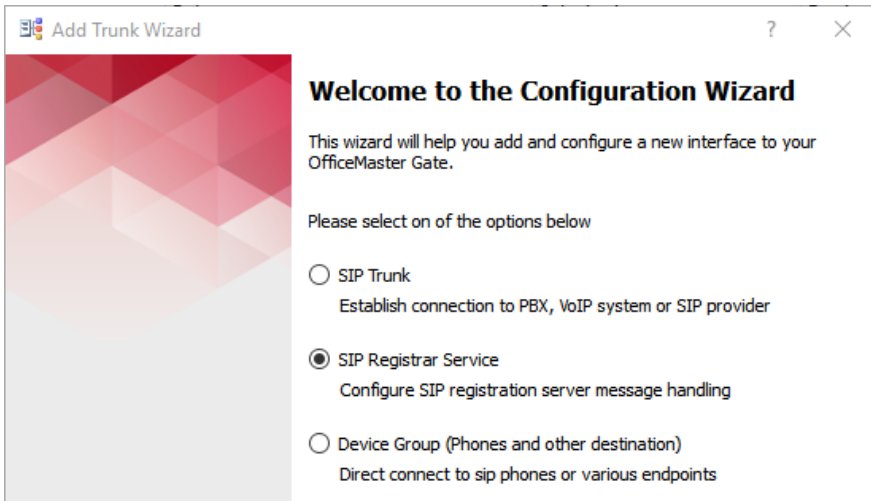 Add Trunk Wizard
?
Welcome to the Configuration Wizard
This wizard will help you add and configure a new interface to your
OfficeMaster Gate.
Please select on of the options below
SIP Trunk
Establish connection to PBX, VoIP system or SIP provider
SIP Registrar Service
Configure SIP registration server message handling
Device Group (Phones and other destination)
Direct connect to sip phones or various endpoints